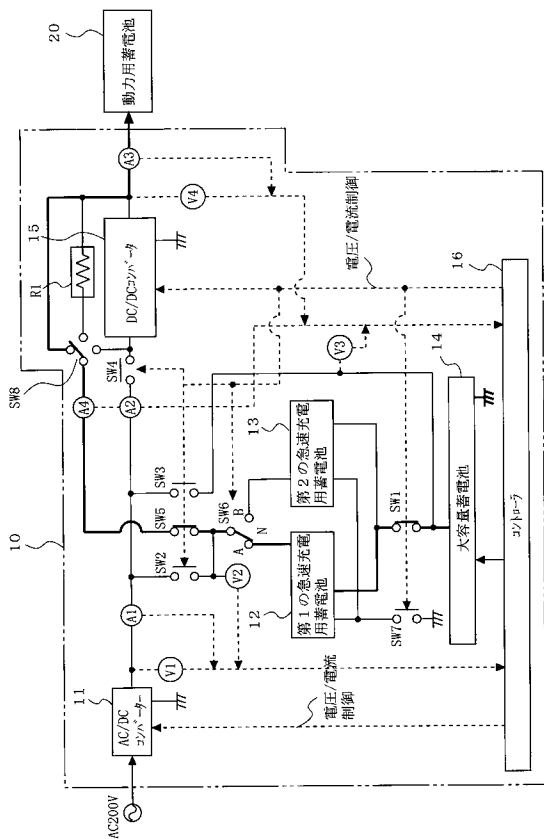 10
20
動力用蓄電池
A3
V4
15
DC/DCコンバータ
R1
SW8
A4
A2
SW4
電圧/電流制御
16
V3
SW3
SW5
SW2
SW6
B
N
A
13
第2の急速充電
用蓄電池
14
大容量蓄電池
コントローラ
SW1
12
第1の急速充電
用蓄電池
SW7
V2
A1
V1
11
AC/DC
コンバーター
電圧/電流
制御
AC200V